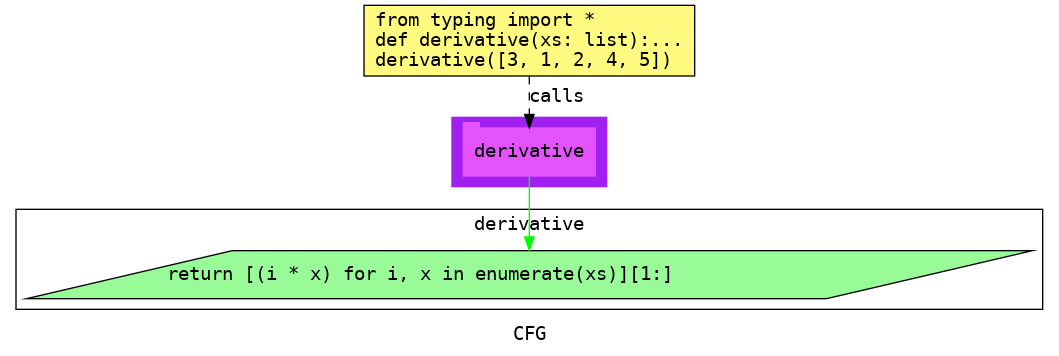 from typing import *
def derivative(xs: list):...
derivative([3, 1, 2, 4, 5])
calls
derivative
derivative
return [(i * x) for i, x in enumerate(xs)][1:]
CFG